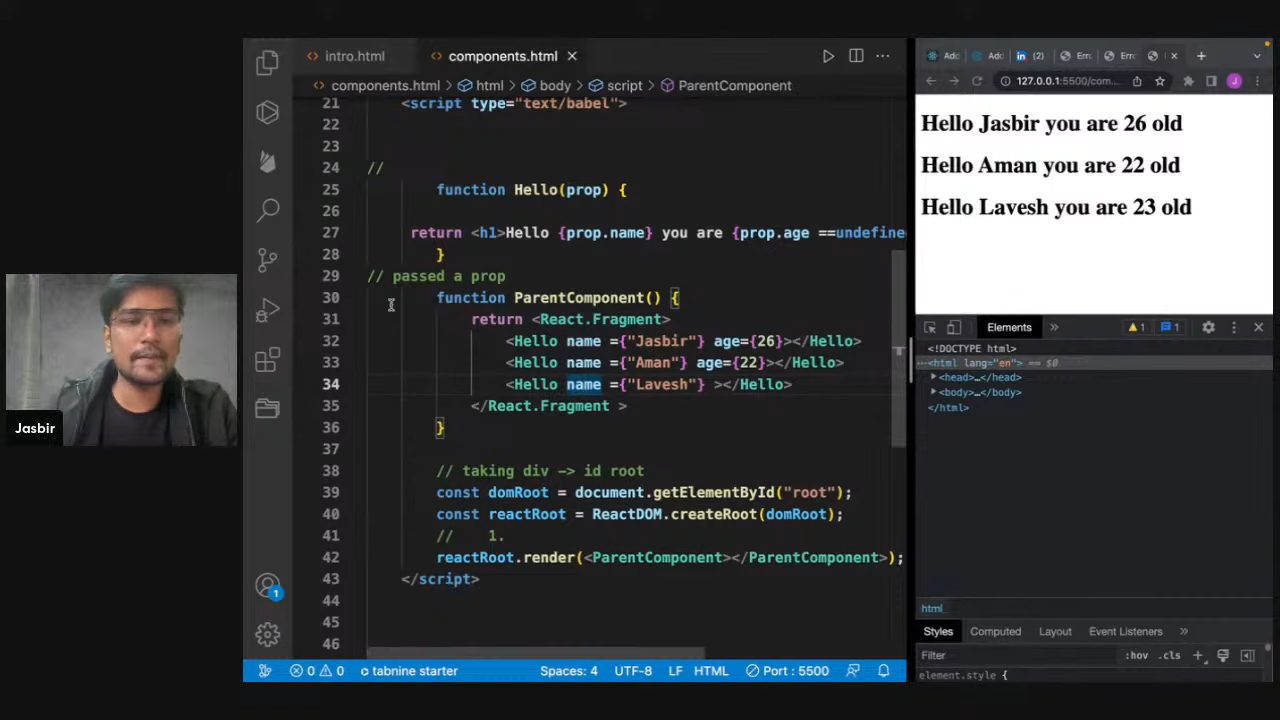 intro.html
components.html
components.html html body script ParentComponent
21 <script type="text/babel">
22
23
24 //
25 function Hello(prop) {
26
27 return <h1>Hello {prop.name} you are {prop.age ==undefine
28 }
29 // passed a prop
30 function ParentComponent() {
31 return <React.Fragment>
32 <Hello name ={"Jasbir"} age={26}></Hello>
33 <Hello name ={"Aman"} age={22}></Hello>
34 <Hello name ={"Lavesh"} ></Hello>
35 </React.Fragment >
36 }
37
38 // taking div -> id root
39 const domRoot = document.getElementById("root");
40 const reactRoot = ReactDOM.createRoot(domRoot);
41 // 1.
42 reactRoot.render(<ParentComponent></ParentComponent>);
43 </script>
44
45
46
1
0 0 tabnine starter Spaces: 4 UTF-8 LF HTML Port : 5500
Jasbir
Add Add (2) Erro Erro
127.0.0.1:5500/com... J
Hello Jasbir you are 26 old
Hello Aman you are 22 old
Hello Lavesh you are 23 old
Elements » 1 1
<!DOCTYPE html>
<html lang="en"> == $0
<head>…</head>
<body>…</body>
</html>
html
Styles Computed Layout Event Listeners »
Filter :hov .cls
element.style {